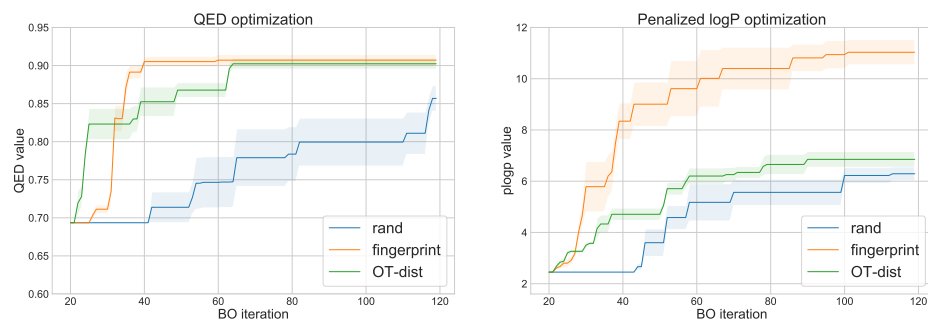 QED optimization
0.95
0.90
0.85
0.80
0.75
0.70
0.65
0.60
QED value
20 40 60 80 100 120
BO iteration
rand
fingerprint
OT-dist
Penalized logP optimization
12
10
8
6
4
2
plogp value
20 40 60 80 100 120
BO iteration
rand
fingerprint
OT-dist